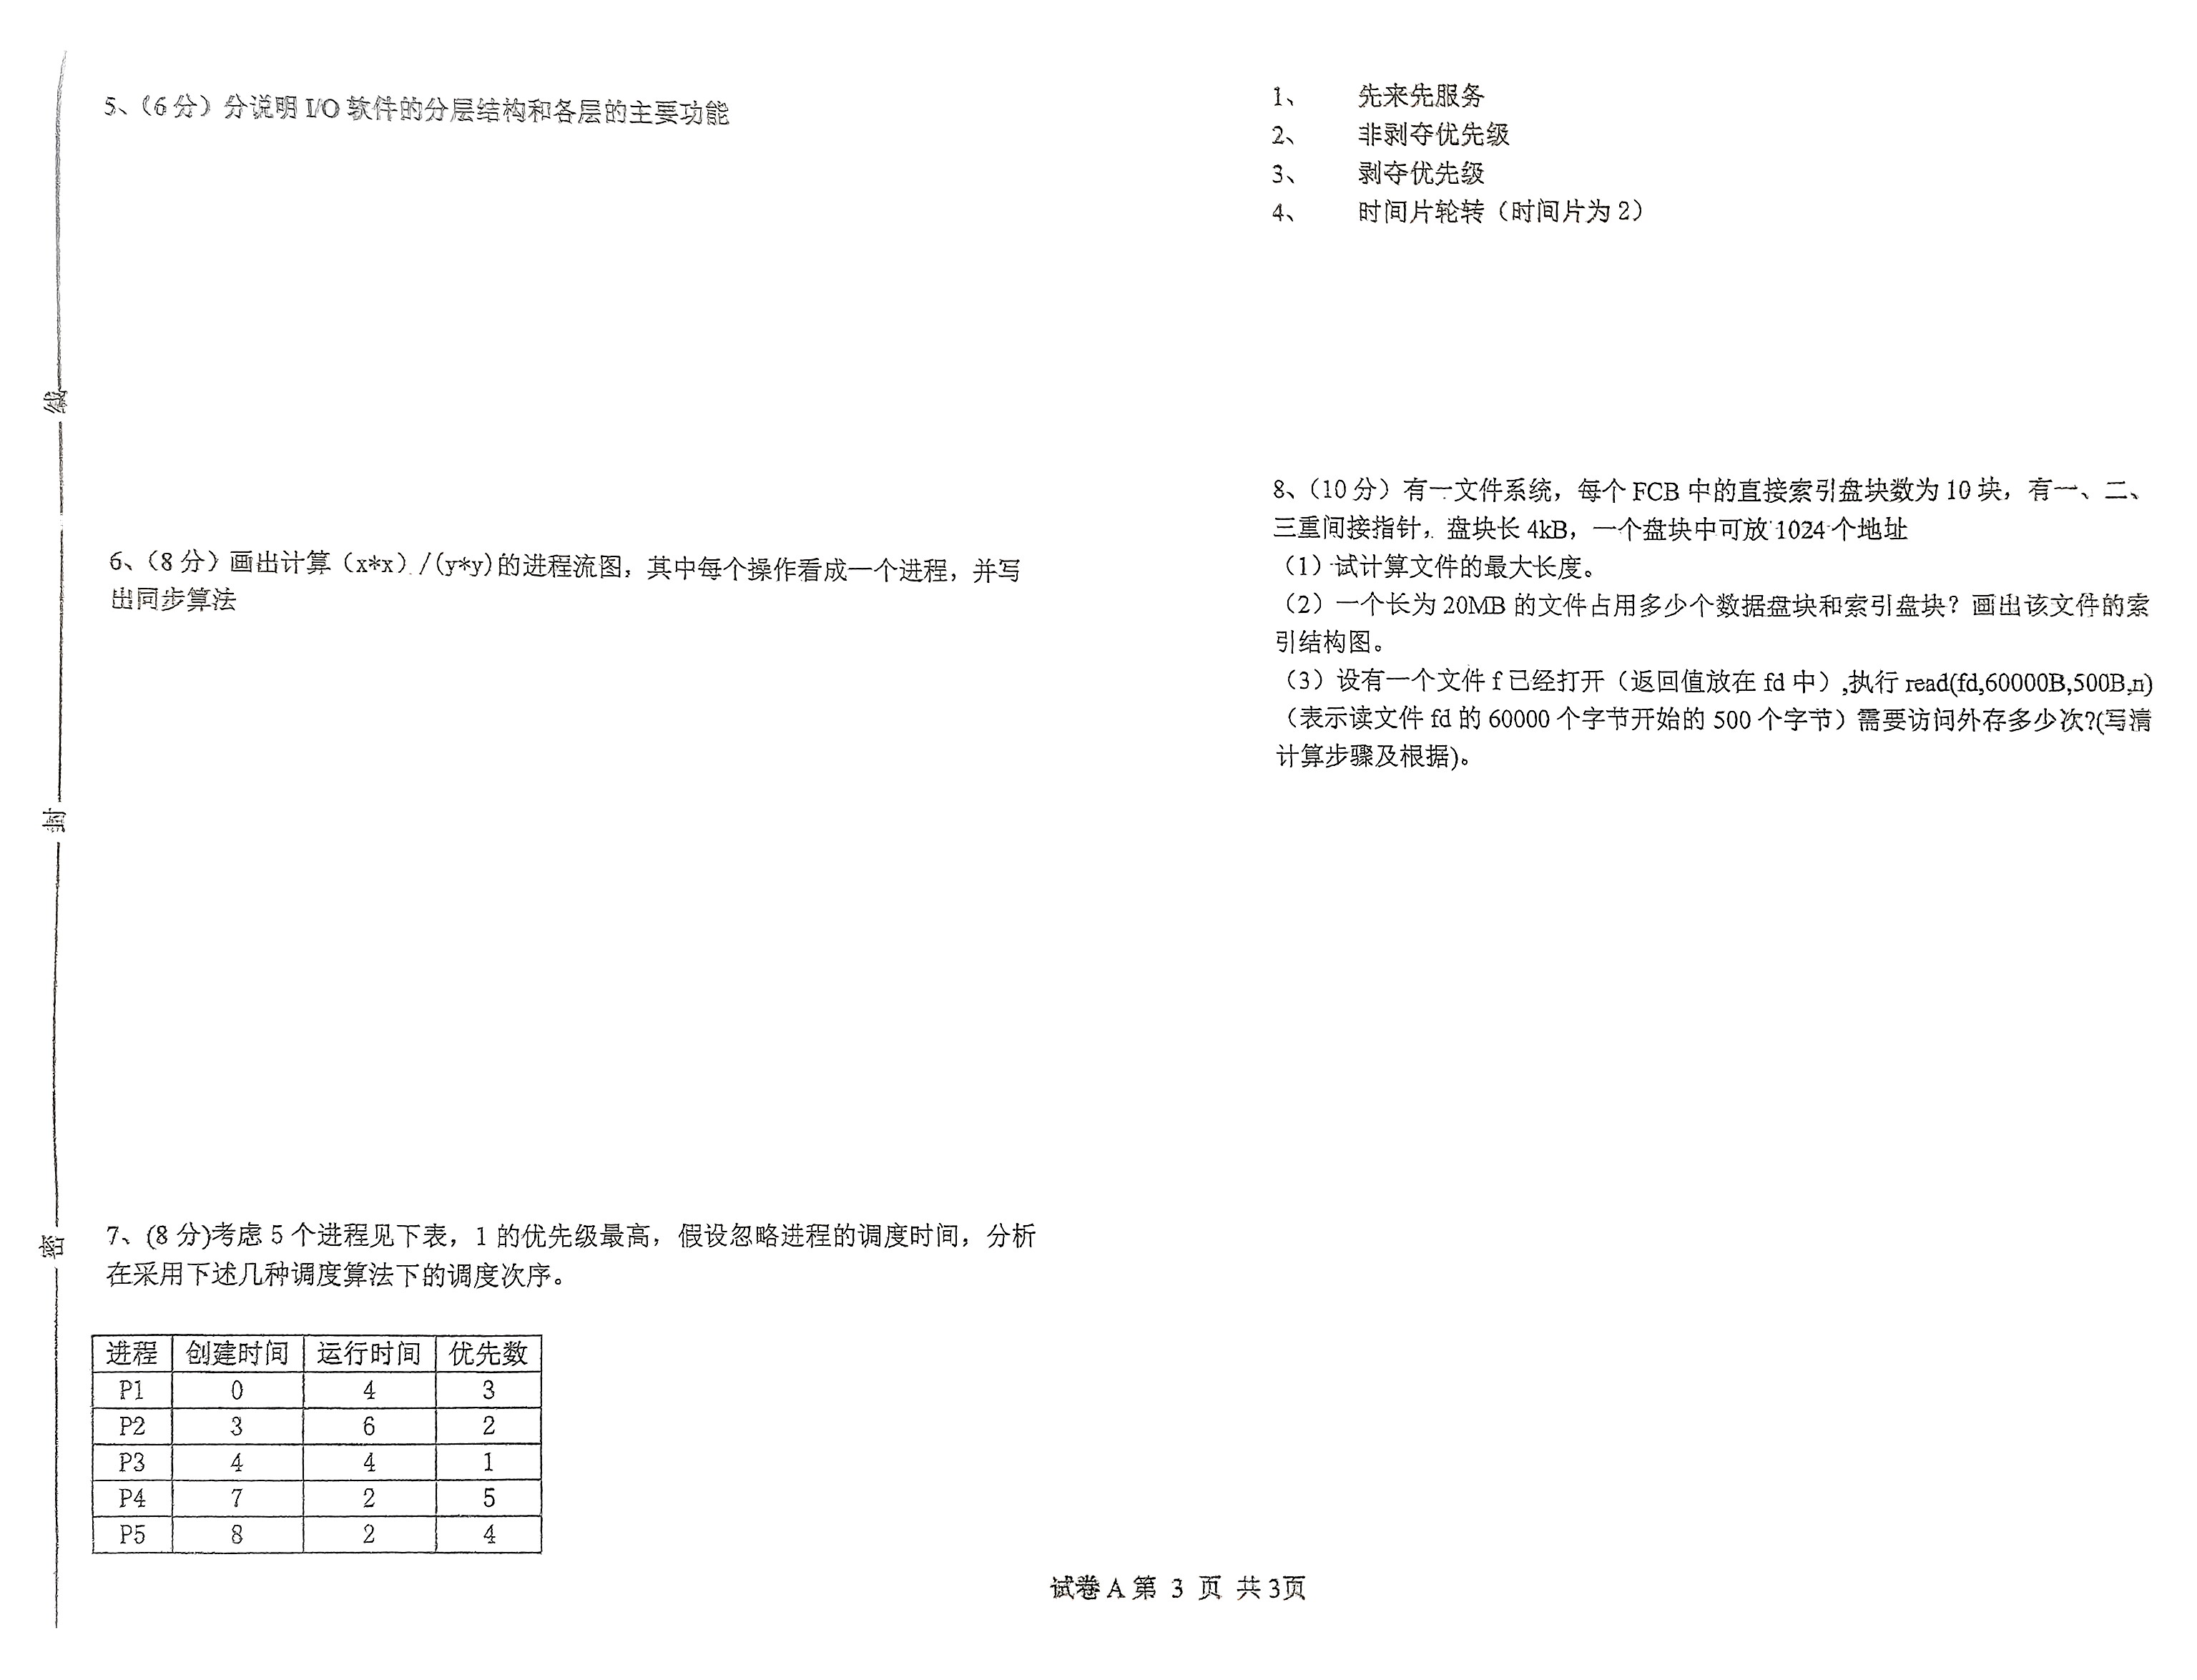 5、（6分）分说明 I/O 软件的分层结构和各层的主要功能
6、（8分）画出计算（x*x）/(y*y)的进程流图，其中每个操作看成一个进程，并写
出同步算法
7、(8 分)考虑 5 个进程见下表，1 的优先级最高，假设忽略进程的调度时间，分析
在采用下述几种调度算法下的调度次序。
进程 创建时间 运行时间 优先数
P1 0 4 3
P2 3 6 2
P3 4 4 1
P4 7 2 5
P5 8 2 4
1、 先来先服务
2、 非剥夺优先级
3、 剥夺优先级
4、 时间片轮转（时间片为 2）
8、（10 分）有一文件系统，每个 FCB 中的直接索引盘块数为 10 块，有一、二、
三重间接指针，盘块长 4kB，一个盘块中可放 1024 个地址
（1）试计算文件的最大长度。
（2）一个长为 20MB 的文件占用多少个数据盘块和索引盘块？画出该文件的索
引结构图。
（3）设有一个文件 f 已经打开（返回值放在 fd 中）,执行 read(fd,60000B,500B,n)
（表示读文件 fd 的 60000 个字节开始的 500 个字节）需要访问外存多少次?(写清
计算步骤及根据)。
线
封
密
试卷 A 第 3 页 共 3页